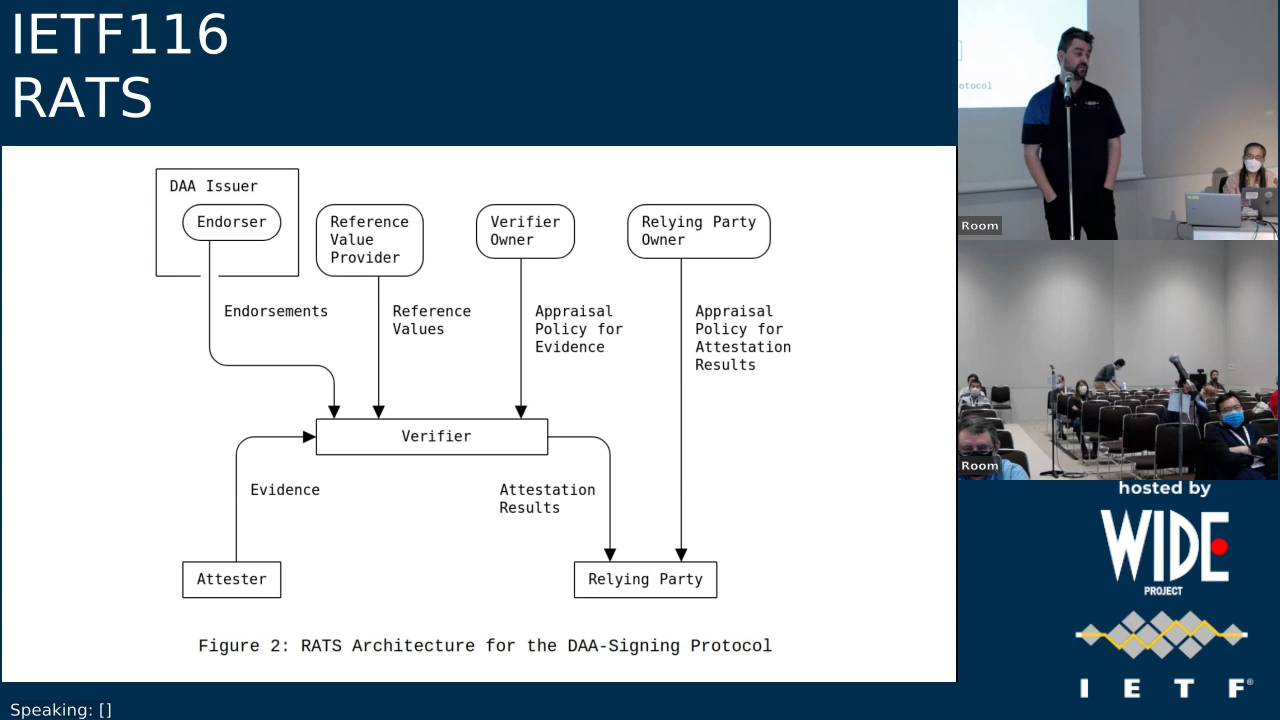 IETF116
RATS
DAA Issuer
Endorser
Reference
Value
Provider
Verifier
Owner
Relying Party
Owner
Endorsements
Reference
Values
Appraisal
Policy for
Evidence
Appraisal
Policy for
Attestation
Results
Verifier
Evidence
Attestation
Results
Attester
Relying Party
Figure 2: RATS Architecture for the DAA-Signing Protocol
Speaking: []
otocol
Room
Room
hosted by
WIDE
PROJECT
I E T F®